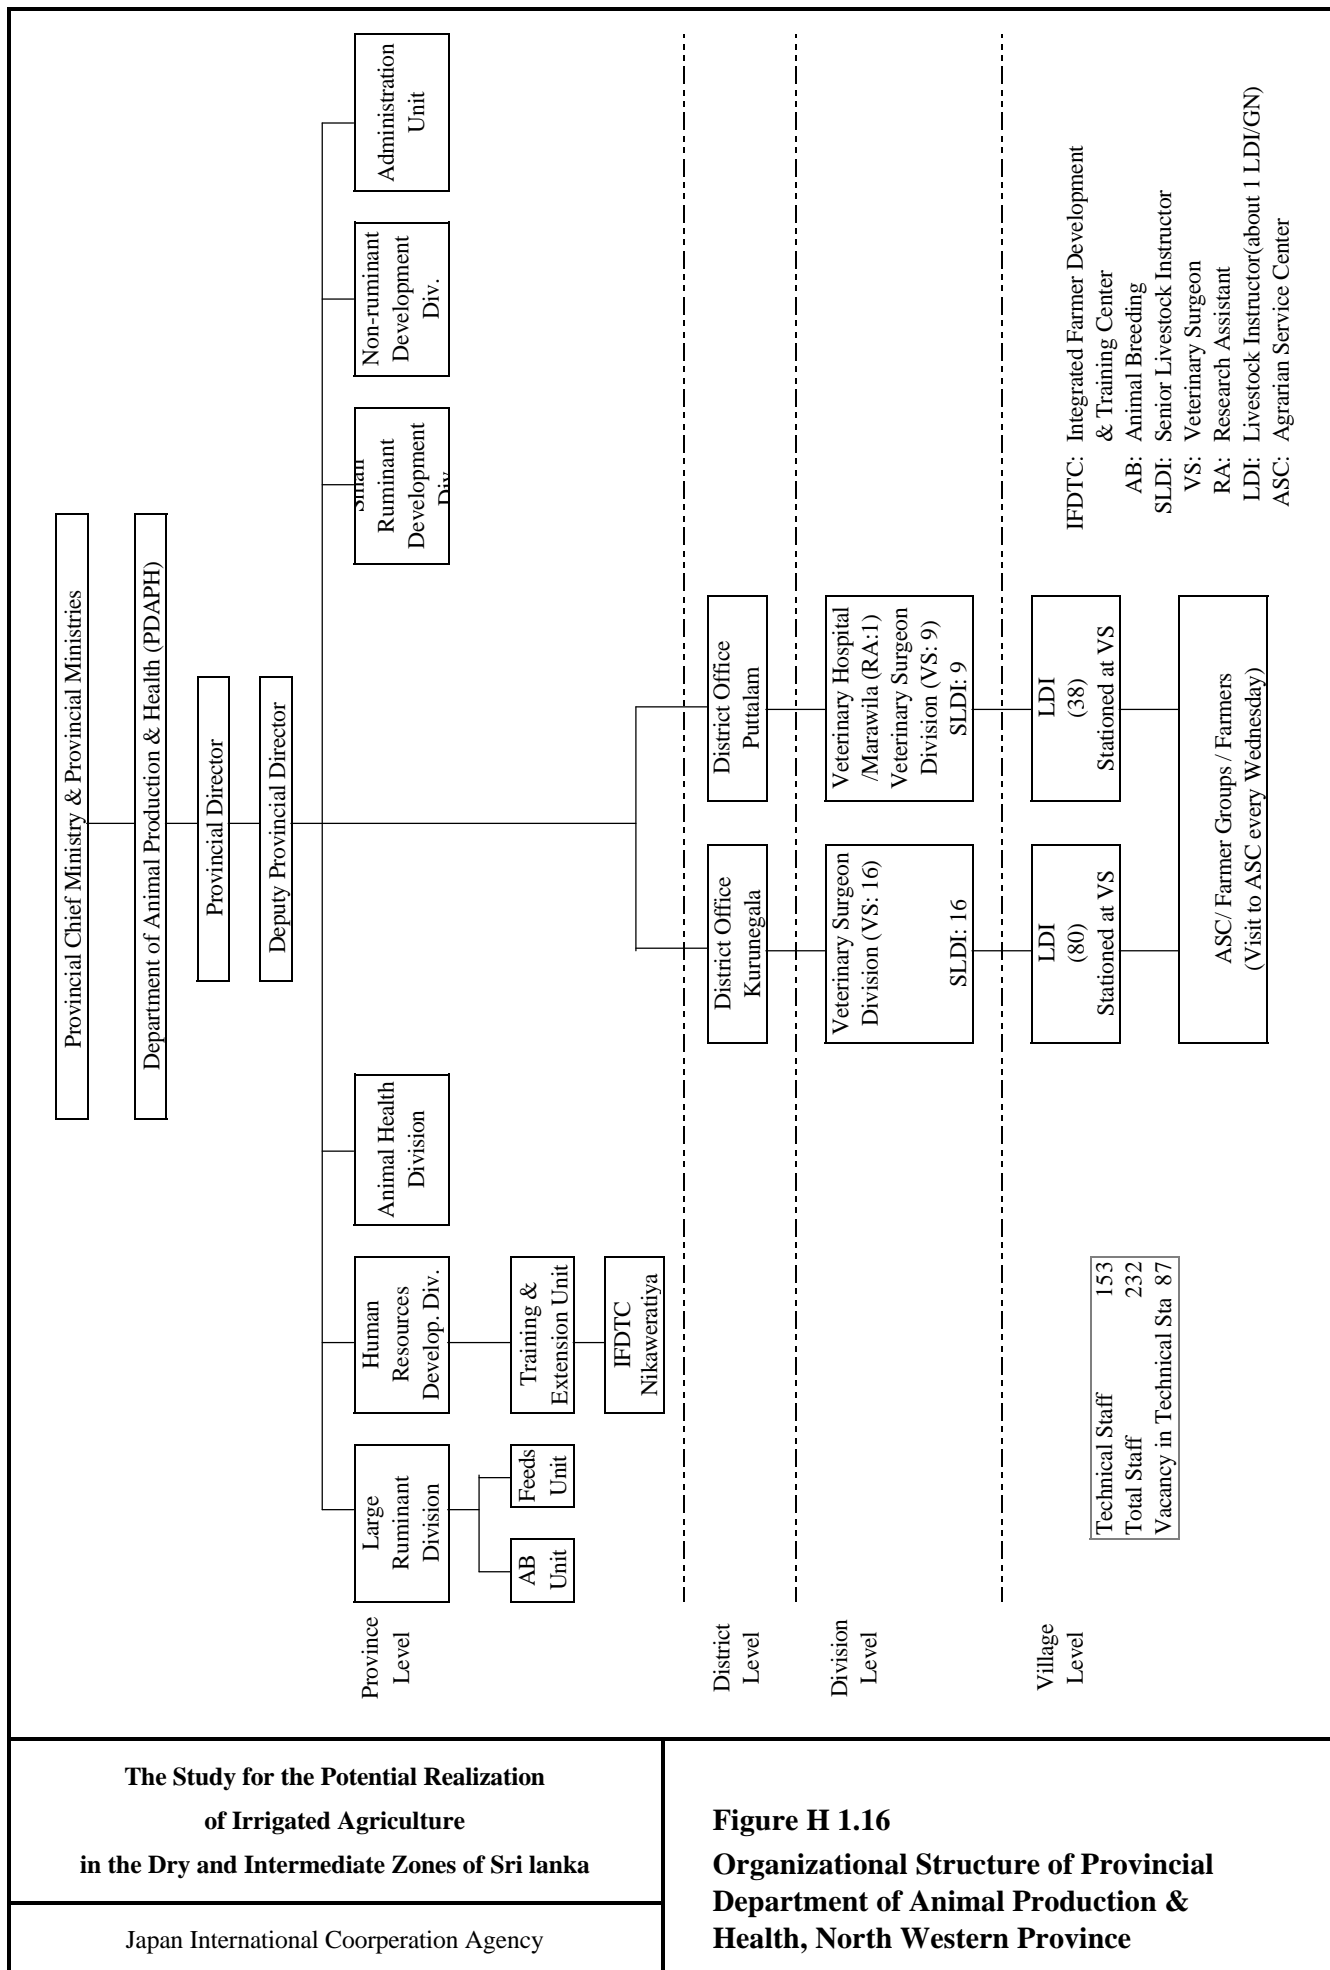 Provincial Chief Ministry & Provincial Ministries
Department of Animal Production & Health (PDAPH)
Provincial Director
Deputy Provincial Director
Province
Level
Large
Ruminant
Division
Human
Resources
Develop. Div.
Animal Health
Division
Small
Ruminant
Development
Div.
Non-ruminant
Development
Div.
Administration
Unit
AB
Unit
Feeds
Unit
Training &
Extension Unit
IFDTC
Nikaweratiya
District
Level
District Office
Kurunegala
District Office
Puttalam
Division
Level
Veterinary Surgeon
Division (VS: 16)
SLDI: 16
Veterinary Hospital
/Marawila (RA:1)
Veterinary Surgeon
Division (VS: 9)
SLDI: 9
Village
Level
LDI
(80)
Stationed at VS
LDI
(38)
Stationed at VS
ASC/ Farmer Groups / Farmers
(Visit to ASC every Wednesday)
Technical Staff 153
Total Staff 232
Vacancy in Technical Sta 87
IFDTC: Integrated Farmer Development
& Training Center
AB: Animal Breeding
SLDI: Senior Livestock Instructor
VS: Veterinary Surgeon
RA: Research Assistant
LDI: Livestock Instructor(about 1 LDI/GN)
ASC: Agrarian Service Center
The Study for the Potential Realization
of Irrigated Agriculture
in the Dry and Intermediate Zones of Sri lanka
Japan International Coorperation Agency
Figure H 1.16
Organizational Structure of Provincial
Department of Animal Production &
Health, North Western Province